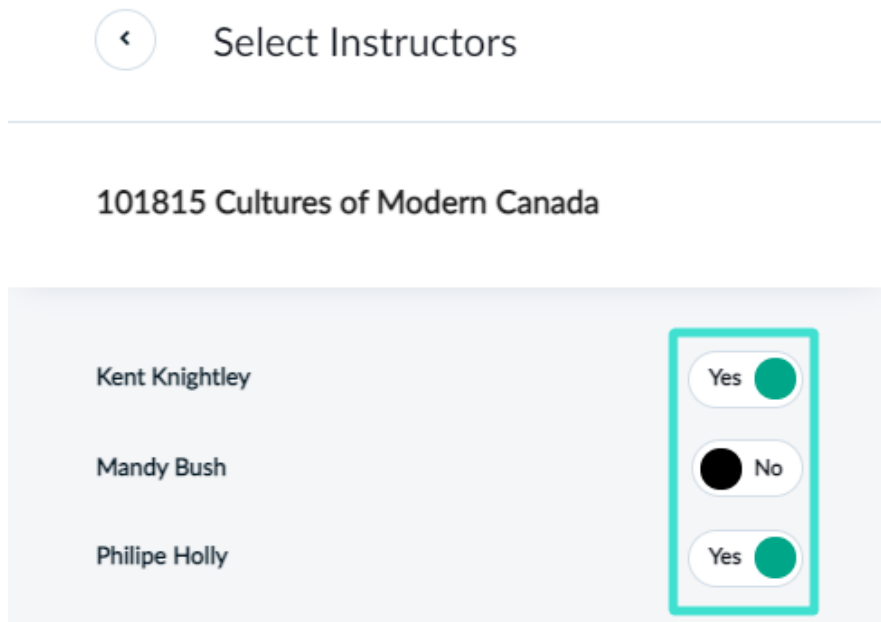 Select Instructors
101815 Cultures of Modern Canada
Kent Knightley Yes
Mandy Bush No
Philipe Holly Yes